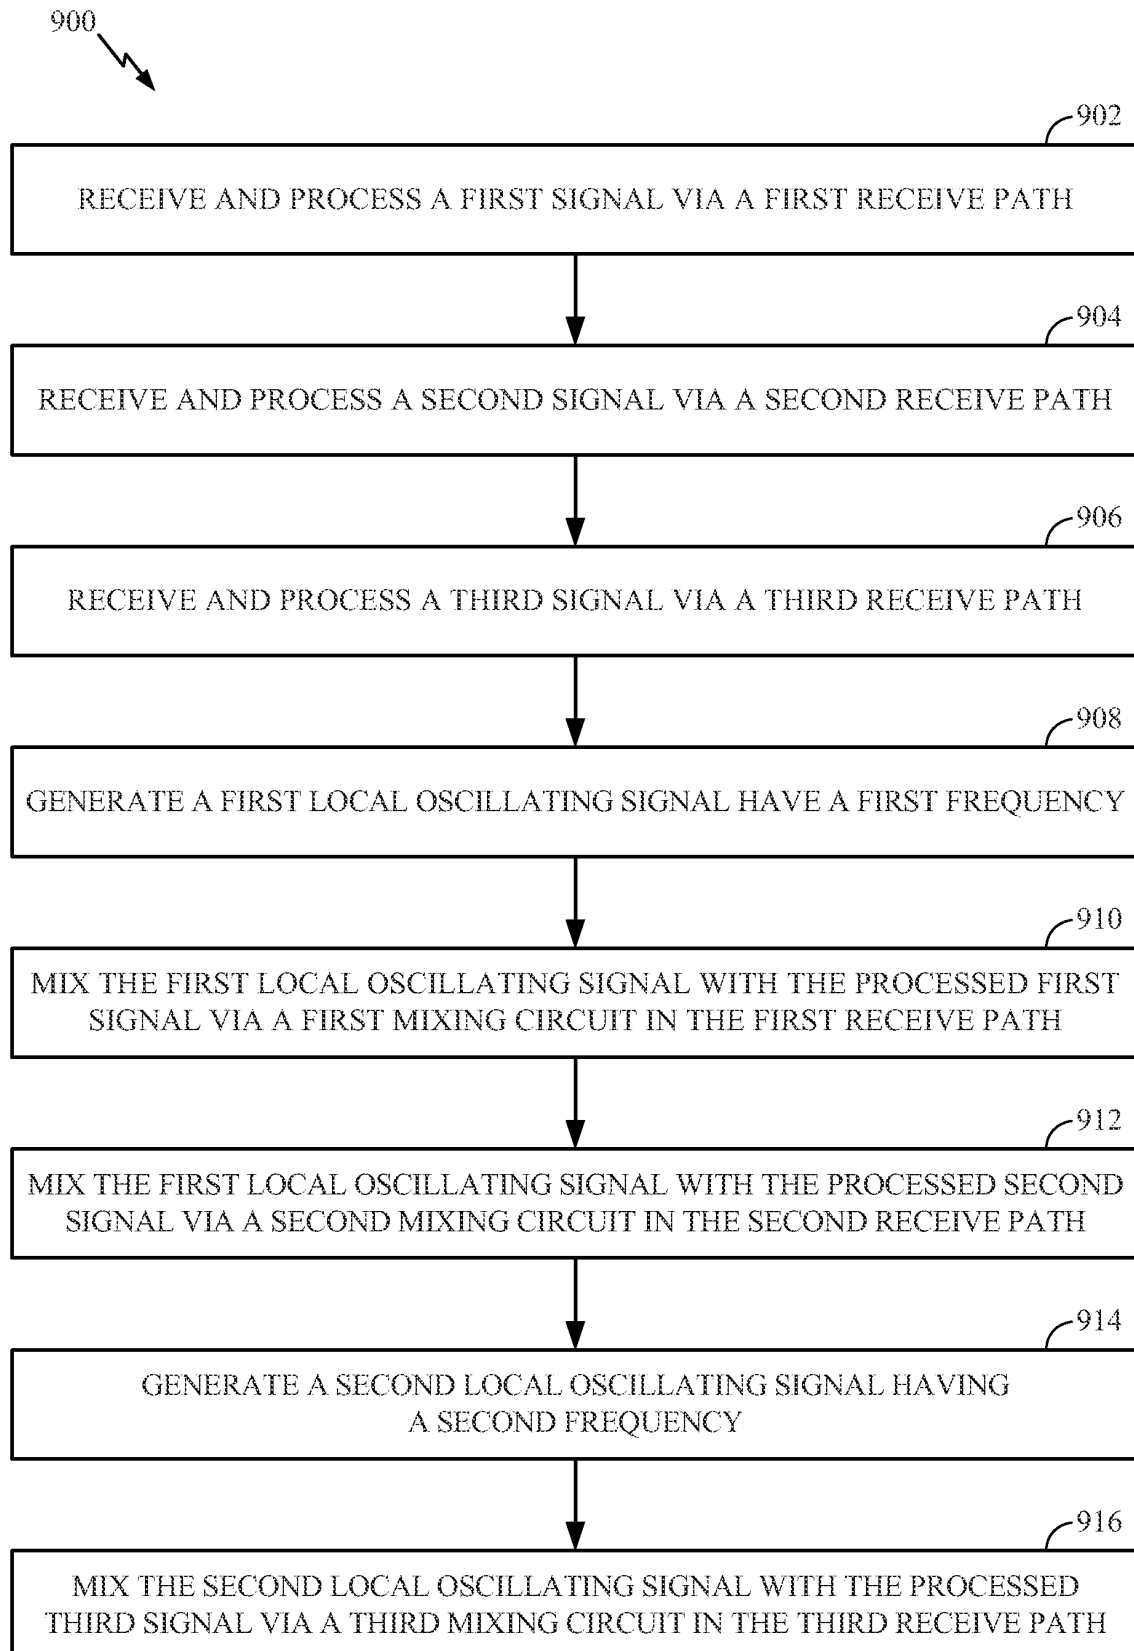 900
902
RECEIVE AND PROCESS A FIRST SIGNAL VIA A FIRST RECEIVE PATH
904
RECEIVE AND PROCESS A SECOND SIGNAL VIA A SECOND RECEIVE PATH
906
RECEIVE AND PROCESS A THIRD SIGNAL VIA A THIRD RECEIVE PATH
908
GENERATE A FIRST LOCAL OSCILLATING SIGNAL HAVE A FIRST FREQUENCY
910
MIX THE FIRST LOCAL OSCILLATING SIGNAL WITH THE PROCESSED FIRST
SIGNAL VIA A FIRST MIXING CIRCUIT IN THE FIRST RECEIVE PATH
912
MIX THE FIRST LOCAL OSCILLATING SIGNAL WITH THE PROCESSED SECOND
SIGNAL VIA A SECOND MIXING CIRCUIT IN THE SECOND RECEIVE PATH
914
GENERATE A SECOND LOCAL OSCILLATING SIGNAL HAVING
A SECOND FREQUENCY
916
MIX THE SECOND LOCAL OSCILLATING SIGNAL WITH THE PROCESSED
THIRD SIGNAL VIA A THIRD MIXING CIRCUIT IN THE THIRD RECEIVE PATH